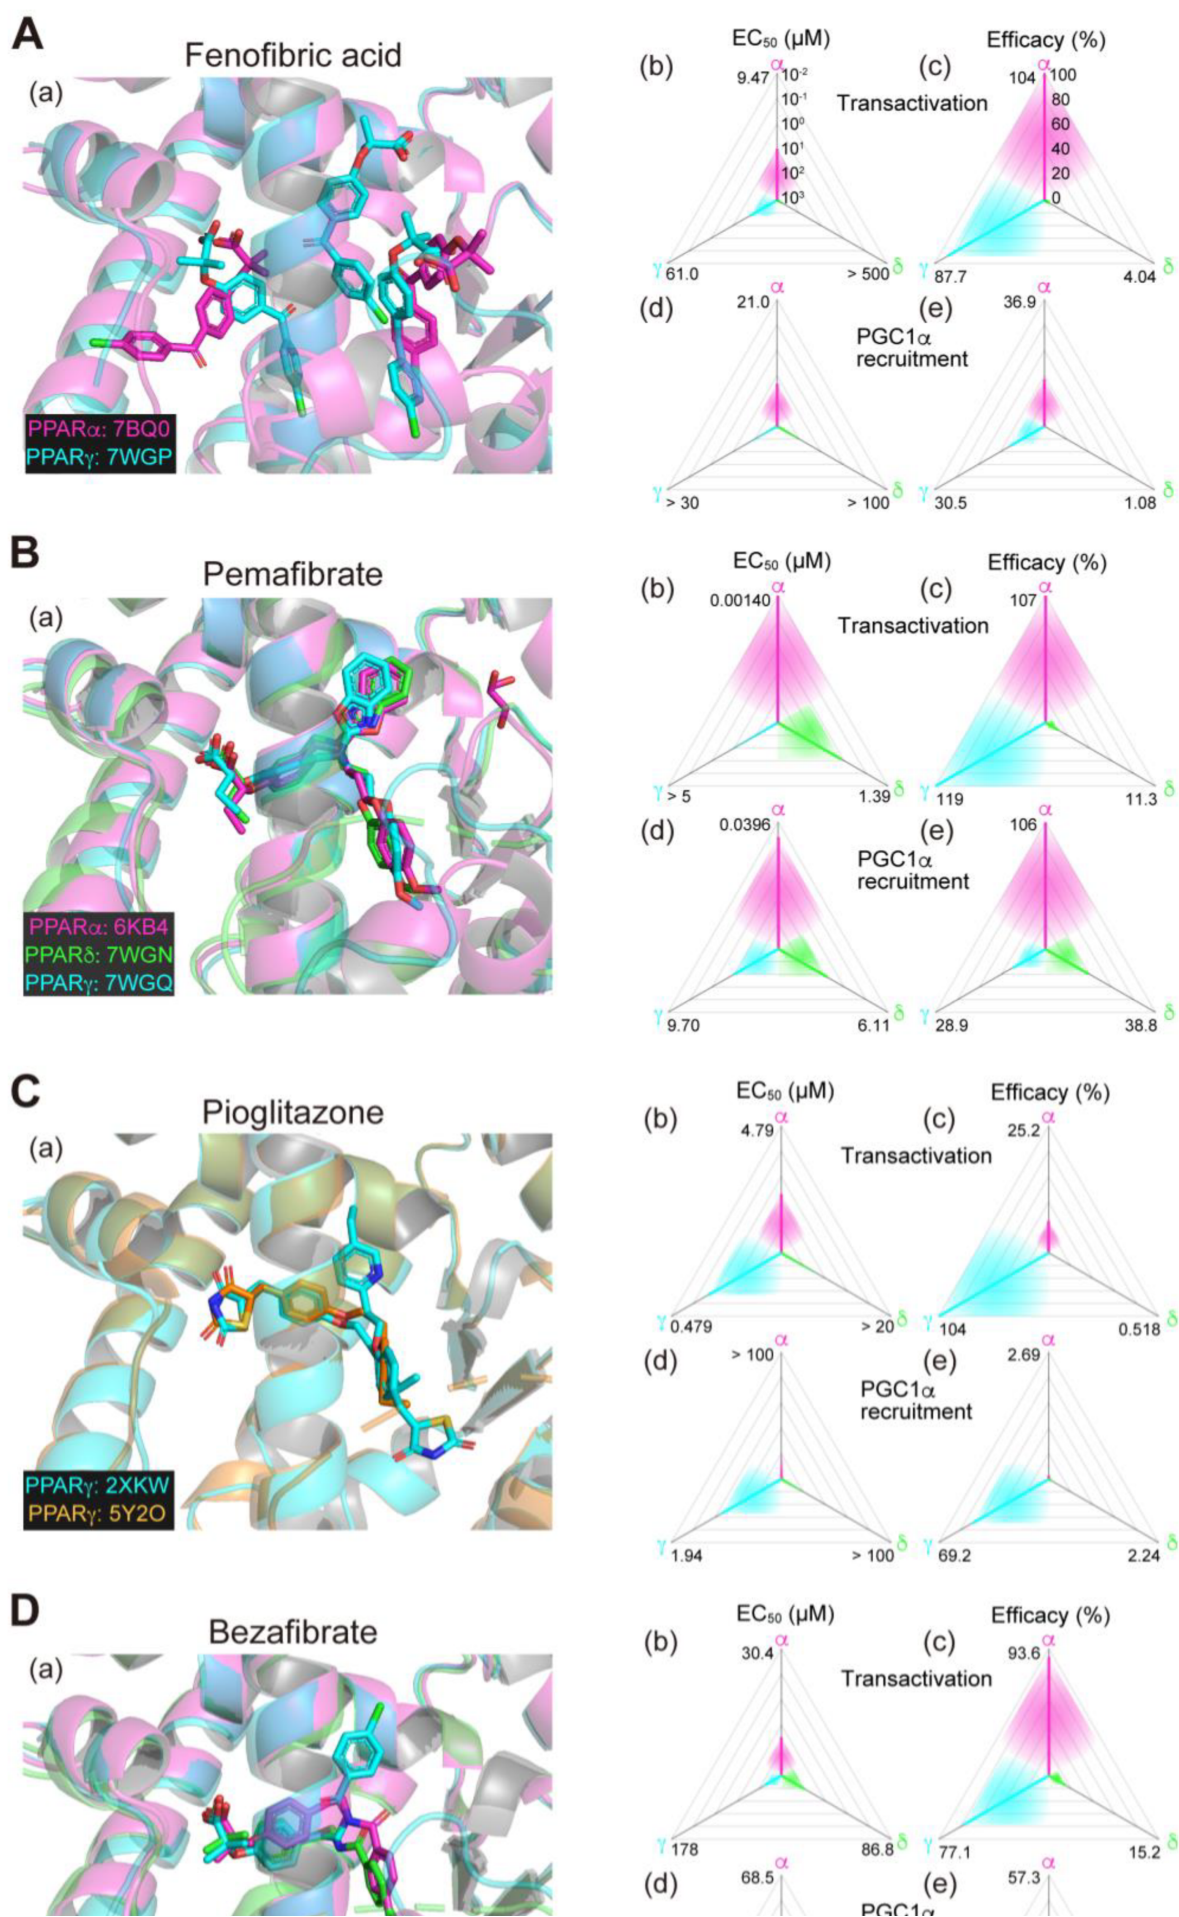 A
Fenofibric acid
(a)
PPARα: 7BQ0
PPARγ: 7WGP
EC50 (μM)
Efficacy (%)
(b)
α
9.47
10-2
10-1
100
101
102
103
Transactivation
(c)
α
104
100
80
60
40
20
0
γ
61.0
> 500
δ
γ
87.7
4.04
δ
(d)
α
21.0
PGC1α
recruitment
(e)
α
36.9
γ
> 30
> 100
δ
γ
30.5
1.08
δ
B
Pemafibrate
(a)
PPARα: 6KB4
PPARδ: 7WGN
PPARγ: 7WGQ
EC50 (μM)
Efficacy (%)
(b)
α
0.00140
Transactivation
(c)
α
107
γ
> 5
1.39
δ
γ
119
11.3
δ
(d)
α
0.0396
PGC1α
recruitment
(e)
α
106
γ
9.70
6.11
δ
γ
28.9
38.8
δ
C
Pioglitazone
(a)
PPARγ: 2XKW
PPARγ: 5Y2O
EC50 (μM)
Efficacy (%)
(b)
α
4.79
Transactivation
(c)
α
25.2
γ
0.479
> 20
δ
γ
104
0.518
δ
(d)
α
> 100
PGC1α
recruitment
(e)
α
2.69
γ
1.94
> 100
δ
γ
69.2
2.24
δ
D
Bezafibrate
(a)
EC50 (μM)
Efficacy (%)
(b)
α
30.4
Transactivation
(c)
α
93.6
γ
178
86.8
δ
γ
77.1
15.2
δ
(d)
α
68.5
PGC1α
(e)
α
57.3